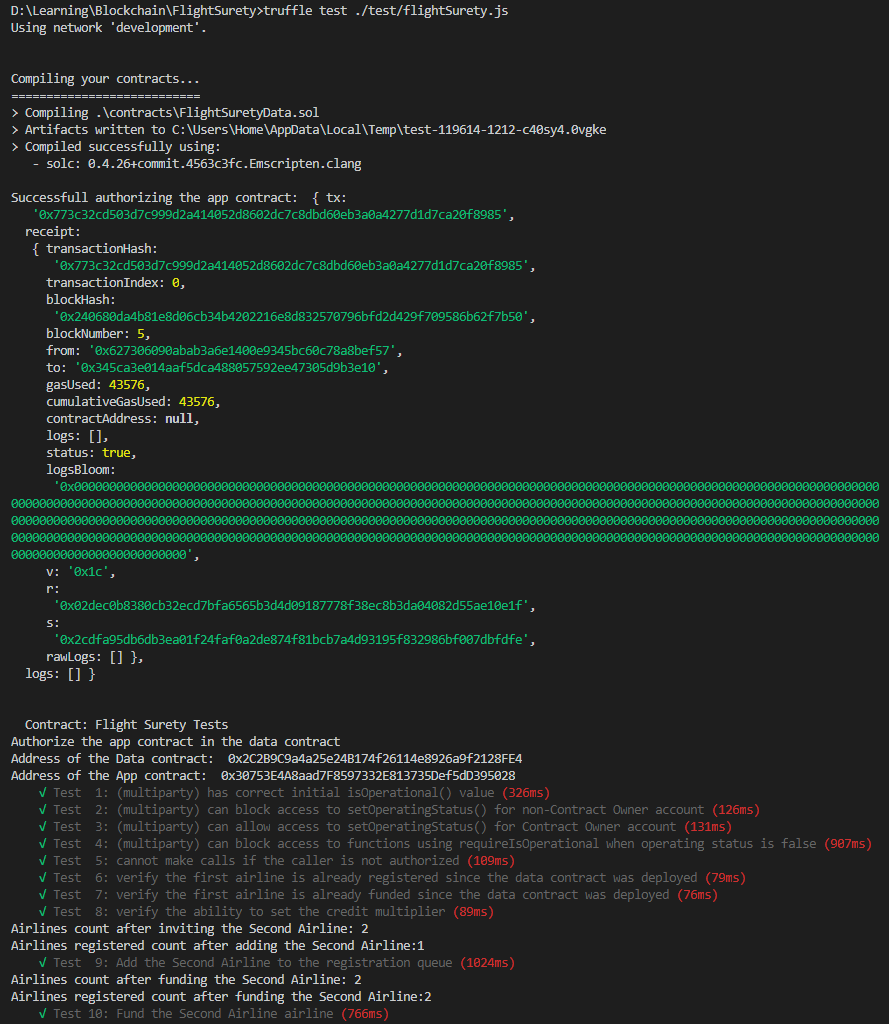 D:\Learning\Blockchain\FlightSurety>truffle test ./test/flightSurety.js
Using network 'development'.
Compiling your contracts...
===========================
> Compiling .\contracts\FlightSuretyData.sol
> Artifacts written to C:\Users\Home\AppData\Local\Temp\test-119614-1212-c40sy4.0vgke
> Compiled successfully using:
- solc: 0.4.26+commit.4563c3fc.Emscripten.clang
Successfull authorizing the app contract:  { tx:
'0x773c32cd503d7c999d2a414052d8602dc7c8dbd60eb3a0a4277d1d7ca20f8985',
receipt:
{ transactionHash:
'0x773c32cd503d7c999d2a414052d8602dc7c8dbd60eb3a0a4277d1d7ca20f8985',
transactionIndex: 0,
blockHash:
'0x240680da4b81e8d06cb34b4202216e8d832570796bfd2d429f709586b62f7b50',
blockNumber: 5,
from: '0x627306090abab3a6e1400e9345bc60c78a8bef57',
to: '0x345ca3e014aaf5dca488057592ee47305d9b3e10',
gasUsed: 43576,
cumulativeGasUsed: 43576,
contractAddress: null,
logs: [],
status: true,
logsBloom:
'0x0000000000000000000000000000000000000000000000000000000000000000000000000000000000000000000000000000000000000000000
0000000000000000000000000000000000000000000000000000000000000000000000000000000000000000000000000000000000000000000000000000
0000000000000000000000000000000000000000000000000000000000000000000000000000000000000000000000000000000000000000000000000000
0000000000000000000000000000000000000000000000000000000000000000000000000000000000000000000000000000000000000000000000000000
0000000000000000000000000',
v: '0x1c',
r:
'0x02dec0b8380cb32ecd7bfa6565b3d4d09187778f38ec8b3da04082d55ae10e1f',
s:
'0x2cdfa95db6db3ea01f24faf0a2de874f81bcb7a4d93195f832986bf007dbfdfe',
rawLogs: [] },
logs: [] }
Contract: Flight Surety Tests
Authorize the app contract in the data contract
Address of the Data contract:  0x2C2B9C9a4a25e24B174f26114e8926a9f2128FE4
Address of the App contract:  0x30753E4A8aad7F8597332E813735Def5dD395028
√ Test  1: (multiparty) has correct initial isOperational() value (326ms)
√ Test  2: (multiparty) can block access to setOperatingStatus() for non-Contract Owner account (126ms)
√ Test  3: (multiparty) can allow access to setOperatingStatus() for Contract Owner account (131ms)
√ Test  4: (multiparty) can block access to functions using requireIsOperational when operating status is false (907ms)
√ Test  5: cannot make calls if the caller is not authorized (109ms)
√ Test  6: verify the first airline is already registered since the data contract was deployed (79ms)
√ Test  7: verify the first airline is already funded since the data contract was deployed (76ms)
√ Test  8: verify the ability to set the credit multiplier (89ms)
Airlines count after inviting the Second Airline: 2
Airlines registered count after adding the Second Airline:1
√ Test  9: Add the Second Airline to the registration queue (1024ms)
Airlines count after funding the Second Airline: 2
Airlines registered count after funding the Second Airline:2
√ Test 10: Fund the Second Airline airline (766ms)